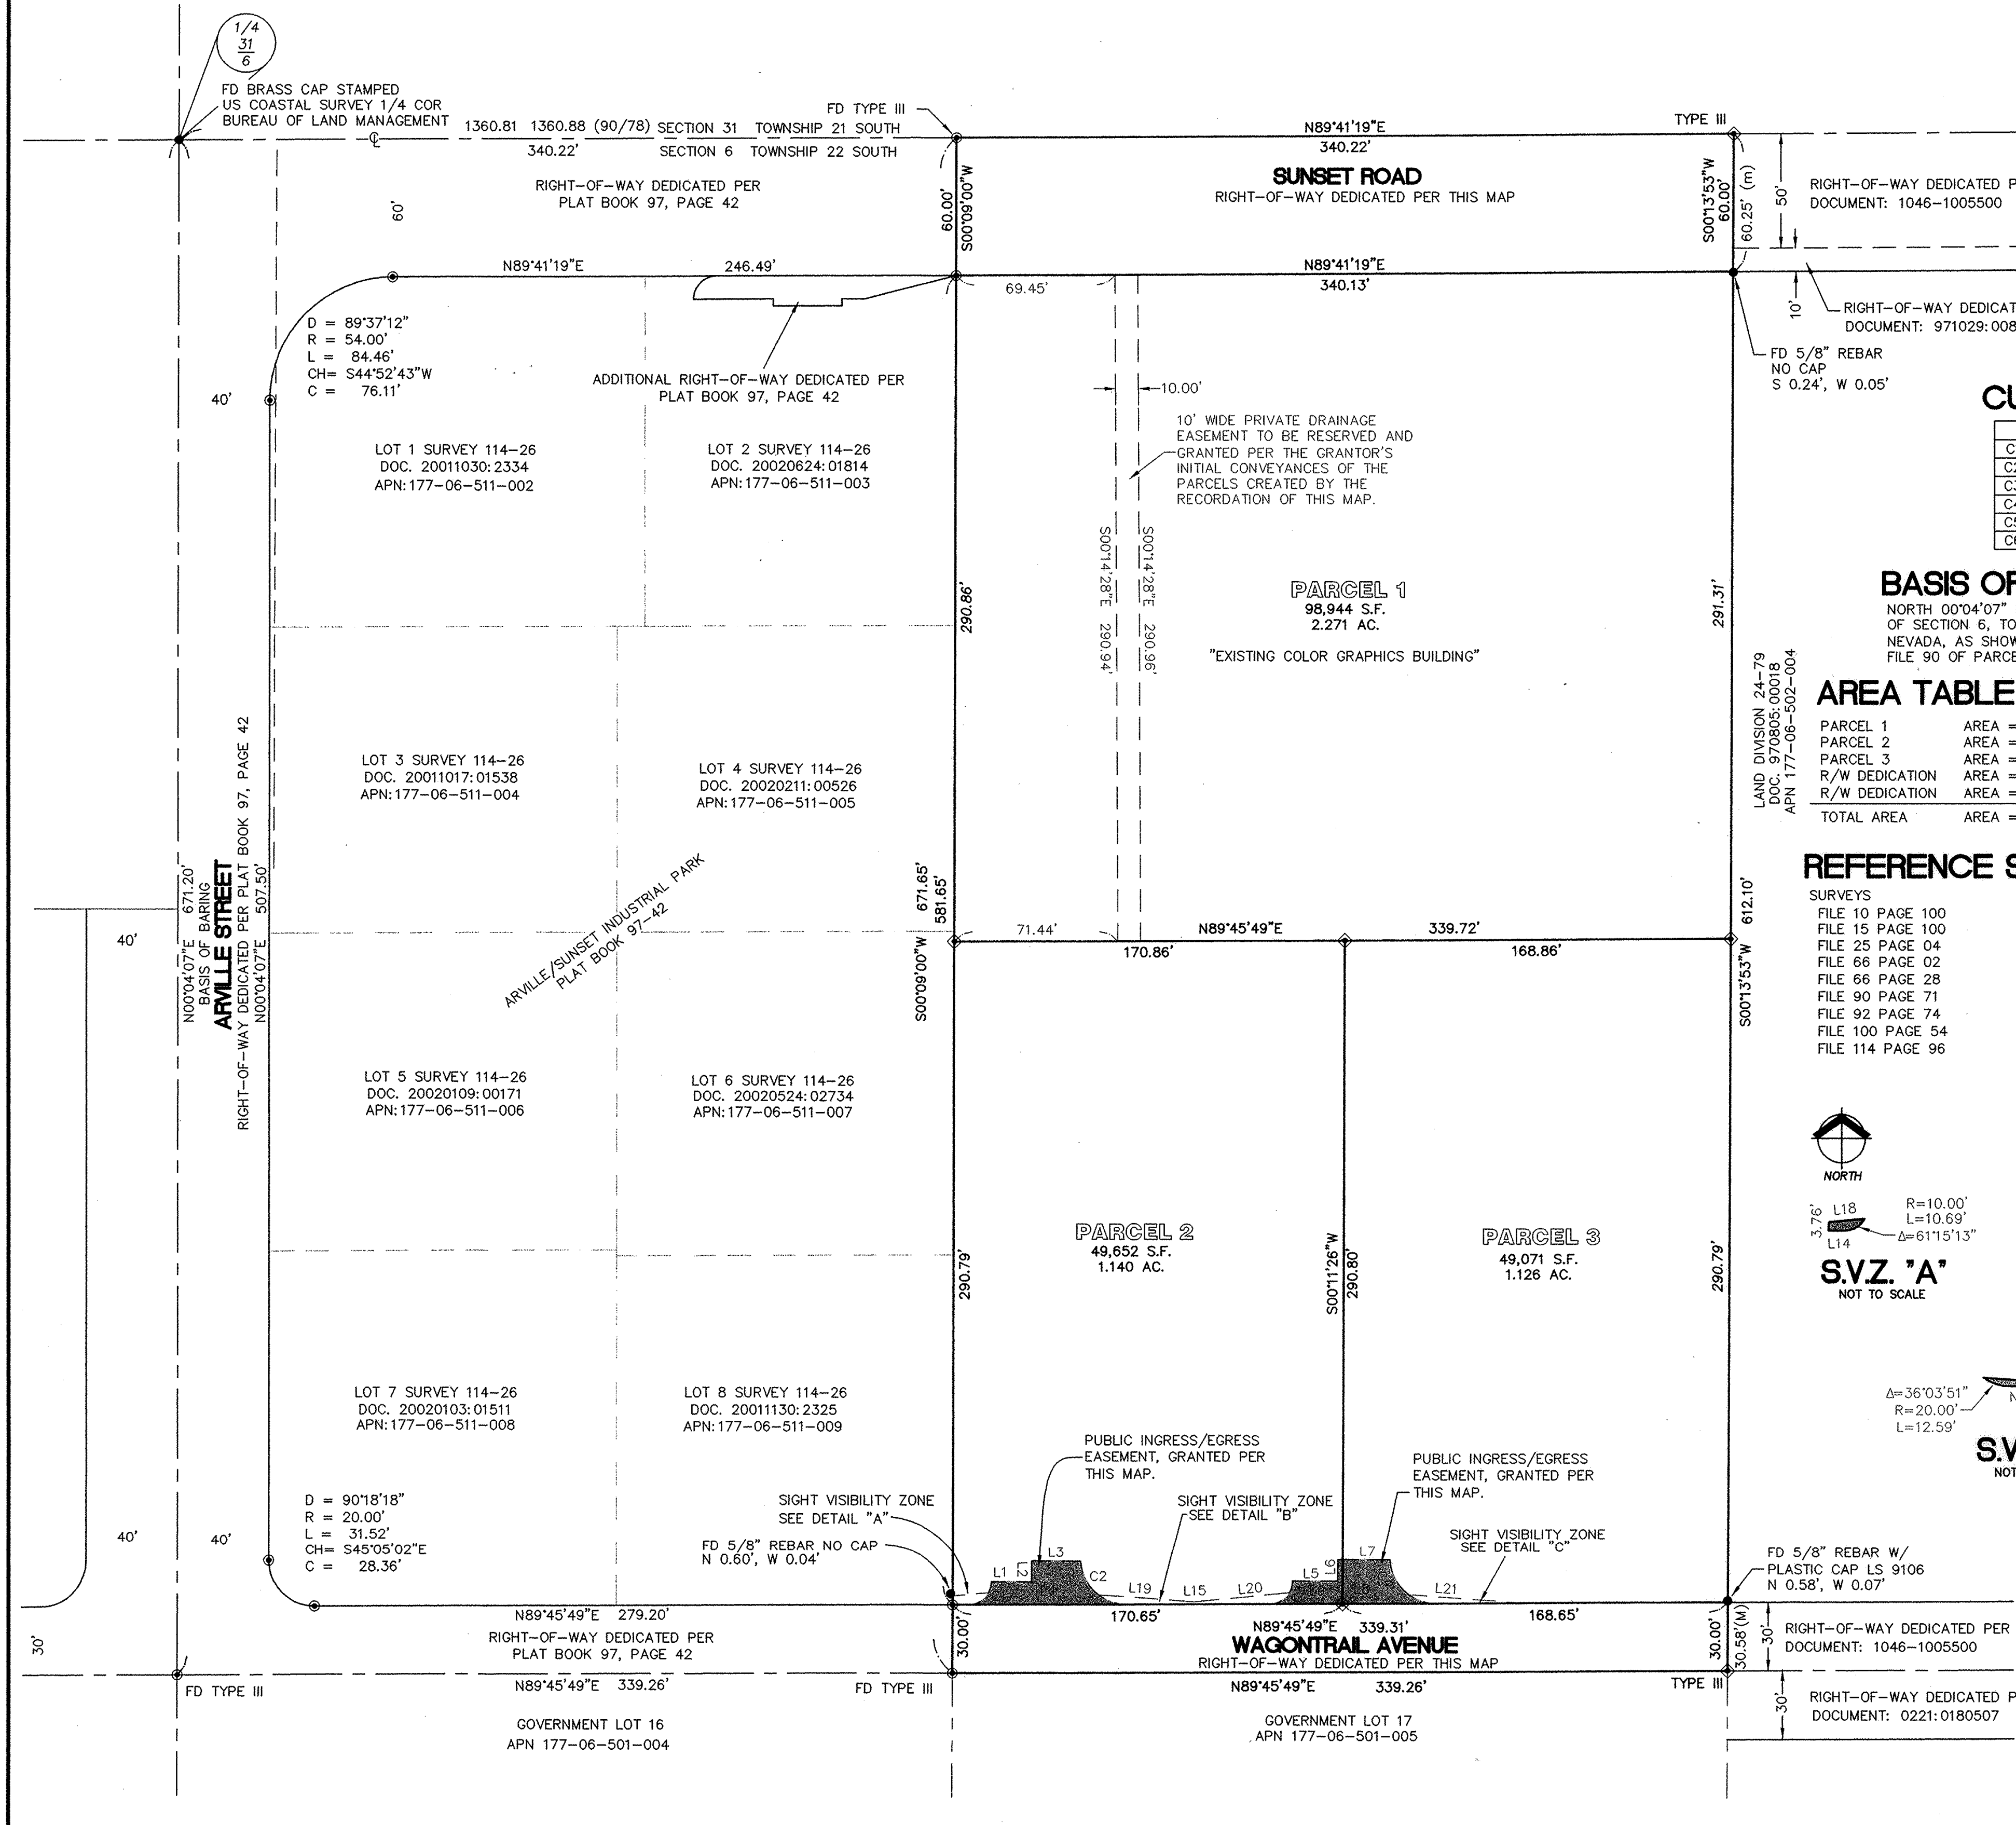 1/4
31
6
FD BRASS CAP STAMPED
US COASTAL SURVEY 1/4 COR
BUREAU OF LAND MANAGEMENT
1360.81 1360.88 (90/78) SECTION 31 TOWNSHIP 21 SOUTH
340.22' SECTION 6 TOWNSHIP 22 SOUTH
FD TYPE III
N89°41'19"E
340.22'
TYPE III
RIGHT-OF-WAY DEDICATED PER
PLAT BOOK 97, PAGE 42
60'
60.00'
S00°09'00"W
SUNSET ROAD
RIGHT-OF-WAY DEDICATED PER THIS MAP
S00°13'53"W
60.00'
60.25' (m)
50'
RIGHT-OF-WAY DEDICATED P
DOCUMENT: 1046-1005500
N89°41'19"E 246.49'
69.45'
N89°41'19"E
340.13'
10'
RIGHT-OF-WAY DEDICAT
DOCUMENT: 971029:008
D = 89°37'12"
R = 54.00'
L = 84.46'
CH= S44°52'43"W
C = 76.11'
ADDITIONAL RIGHT-OF-WAY DEDICATED PER
PLAT BOOK 97, PAGE 42
FD 5/8" REBAR
NO CAP
S 0.24', W 0.05'
40'
10.00'
10' WIDE PRIVATE DRAINAGE
EASEMENT TO BE RESERVED AND
GRANTED PER THE GRANTOR'S
INITIAL CONVEYANCES OF THE
PARCELS CREATED BY THE
RECORDATION OF THIS MAP.
CU
C
C2
C3
C4
C5
C6
LOT 1 SURVEY 114-26
DOC. 20011030:2334
APN:177-06-511-002
LOT 2 SURVEY 114-26
DOC. 20020624:01814
APN:177-06-511-003
S00°14'28"E 290.94'
S00°14'28"E 290.96'
290.86'
PARCEL 1
98,944 S.F.
2.271 AC.
"EXISTING COLOR GRAPHICS BUILDING"
291.31'
BASIS OF
NORTH 00°04'07"
OF SECTION 6, TO
NEVADA, AS SHOW
FILE 90 OF PARCE
LAND DIVISION 24-79
DOC. 970805:00018
APN 177-06-502-004
AREA TABLE
PARCEL 1 AREA =
PARCEL 2 AREA =
PARCEL 3 AREA =
R/W DEDICATION AREA =
R/W DEDICATION AREA =
TOTAL AREA AREA =
LOT 3 SURVEY 114-26
DOC. 20011017:01538
APN:177-06-511-004
LOT 4 SURVEY 114-26
DOC. 20020211:00526
APN:177-06-511-005
ARVILLE/SUNSET INDUSTRIAL PARK
PLAT BOOK 97-42
N00°04'07"E 671.20'
BASIS OF BARING
ARVILLE STREET
RIGHT-OF-WAY DEDICATED PER PLAT BOOK 97, PAGE 42
N00°04'07"E 507.50'
40'
671.65'
581.65'
S00°09'00"W
71.44'
N89°45'49"E 339.72'
170.86'
168.86'
612.10'
S00°13'53"W
REFERENCE S
SURVEYS
FILE 10 PAGE 100
FILE 15 PAGE 100
FILE 25 PAGE 04
FILE 66 PAGE 02
FILE 66 PAGE 28
FILE 90 PAGE 71
FILE 92 PAGE 74
FILE 100 PAGE 54
FILE 114 PAGE 96
LOT 5 SURVEY 114-26
DOC. 20020109:00171
APN:177-06-511-006
LOT 6 SURVEY 114-26
DOC. 20020524:02734
APN:177-06-511-007
NORTH
3.76'
L18
L14
R=10.00'
L=10.69'
Δ=61°15'13"
S.V.Z. "A"
NOT TO SCALE
PARCEL 2
49,652 S.F.
1.140 AC.
290.79'
S00°11'26"W
290.80'
PARCEL 3
49,071 S.F.
1.126 AC.
290.79'
Δ=36°03'51"
R=20.00'
L=12.59'
N
S.V
NOT
LOT 7 SURVEY 114-26
DOC. 20020103:01511
APN:177-06-511-008
LOT 8 SURVEY 114-26
DOC. 20011130:2325
APN:177-06-511-009
PUBLIC INGRESS/EGRESS
EASEMENT, GRANTED PER
THIS MAP.
PUBLIC INGRESS/EGRESS
EASEMENT, GRANTED PER
THIS MAP.
D = 90°18'18"
R = 20.00'
L = 31.52'
CH= S45°05'02"E
C = 28.36'
40'
40'
SIGHT VISIBILITY ZONE
SEE DETAIL "A"
FD 5/8" REBAR NO CAP
N 0.60', W 0.04'
SIGHT VISIBILITY ZONE
SEE DETAIL "B"
SIGHT VISIBILITY ZONE
SEE DETAIL "C"
FD 5/8" REBAR W/
PLASTIC CAP LS 9106
N 0.58', W 0.07'
L1
L2
L3
C2
L19
L15
L20
L5
L6
L7
L21
N89°45'49"E 279.20'
170.65'
N89°45'49"E 339.31'
168.65'
30'
RIGHT-OF-WAY DEDICATED PER
PLAT BOOK 97, PAGE 42
30.00'
WAGONTRAIL AVENUE
RIGHT-OF-WAY DEDICATED PER THIS MAP
30.00'
30.58'(M)
30'
RIGHT-OF-WAY DEDICATED PER
DOCUMENT: 1046-1005500
FD TYPE III
N89°45'49"E 339.26'
FD TYPE III
N89°45'49"E 339.26'
TYPE III
30'
RIGHT-OF-WAY DEDICATED P
DOCUMENT: 0221:0180507
GOVERNMENT LOT 16
APN 177-06-501-004
GOVERNMENT LOT 17
APN 177-06-501-005